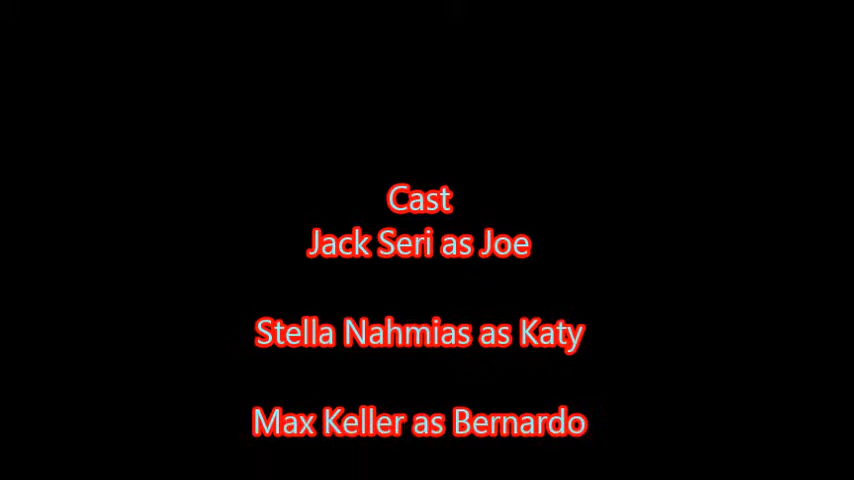 Cast
Jack Seri as Joe
Stella Nahmias as Katy
Max Keller as Bernardo